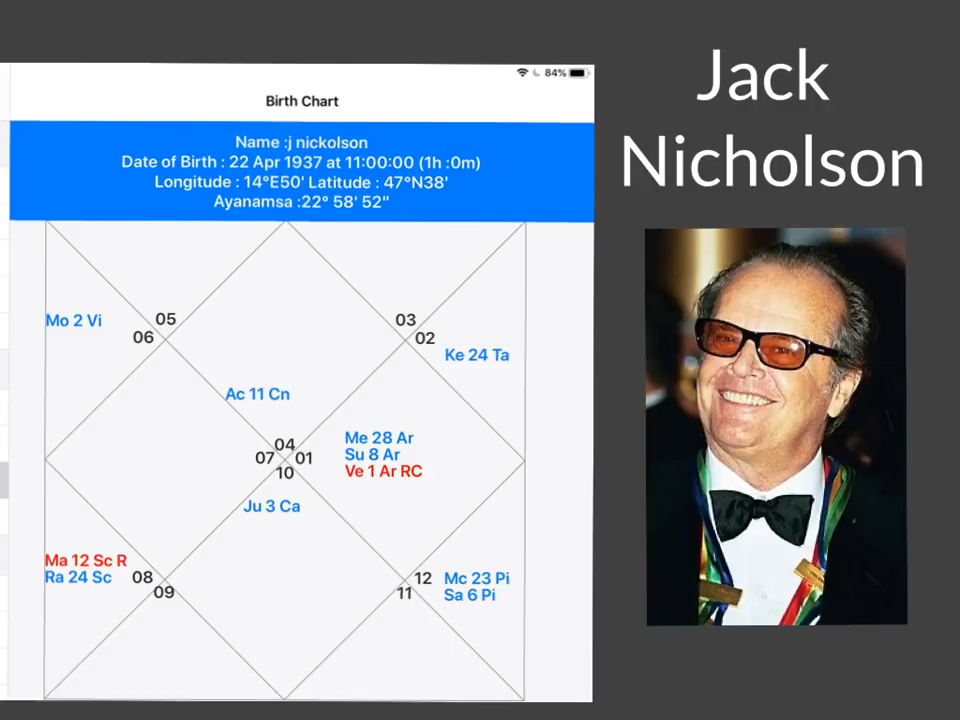 Jack
Nicholson
84%
Birth Chart
Name :j nickolson
Date of Birth : 22 Apr 1937 at 11:00:00 (1h :0m)
Longitude : 14°E50' Latitude : 47°N38'
Ayanamsa :22° 58' 52"
Mo 2 Vi
05
06
03
02
Ke 24 Ta
Ac 11 Cn
04
07
01
10
Me 28 Ar
Su 8 Ar
Ve 1 Ar RC
Ju 3 Ca
Ma 12 Sc R
Ra 24 Sc
08
09
12
11
Mc 23 Pi
Sa 6 Pi